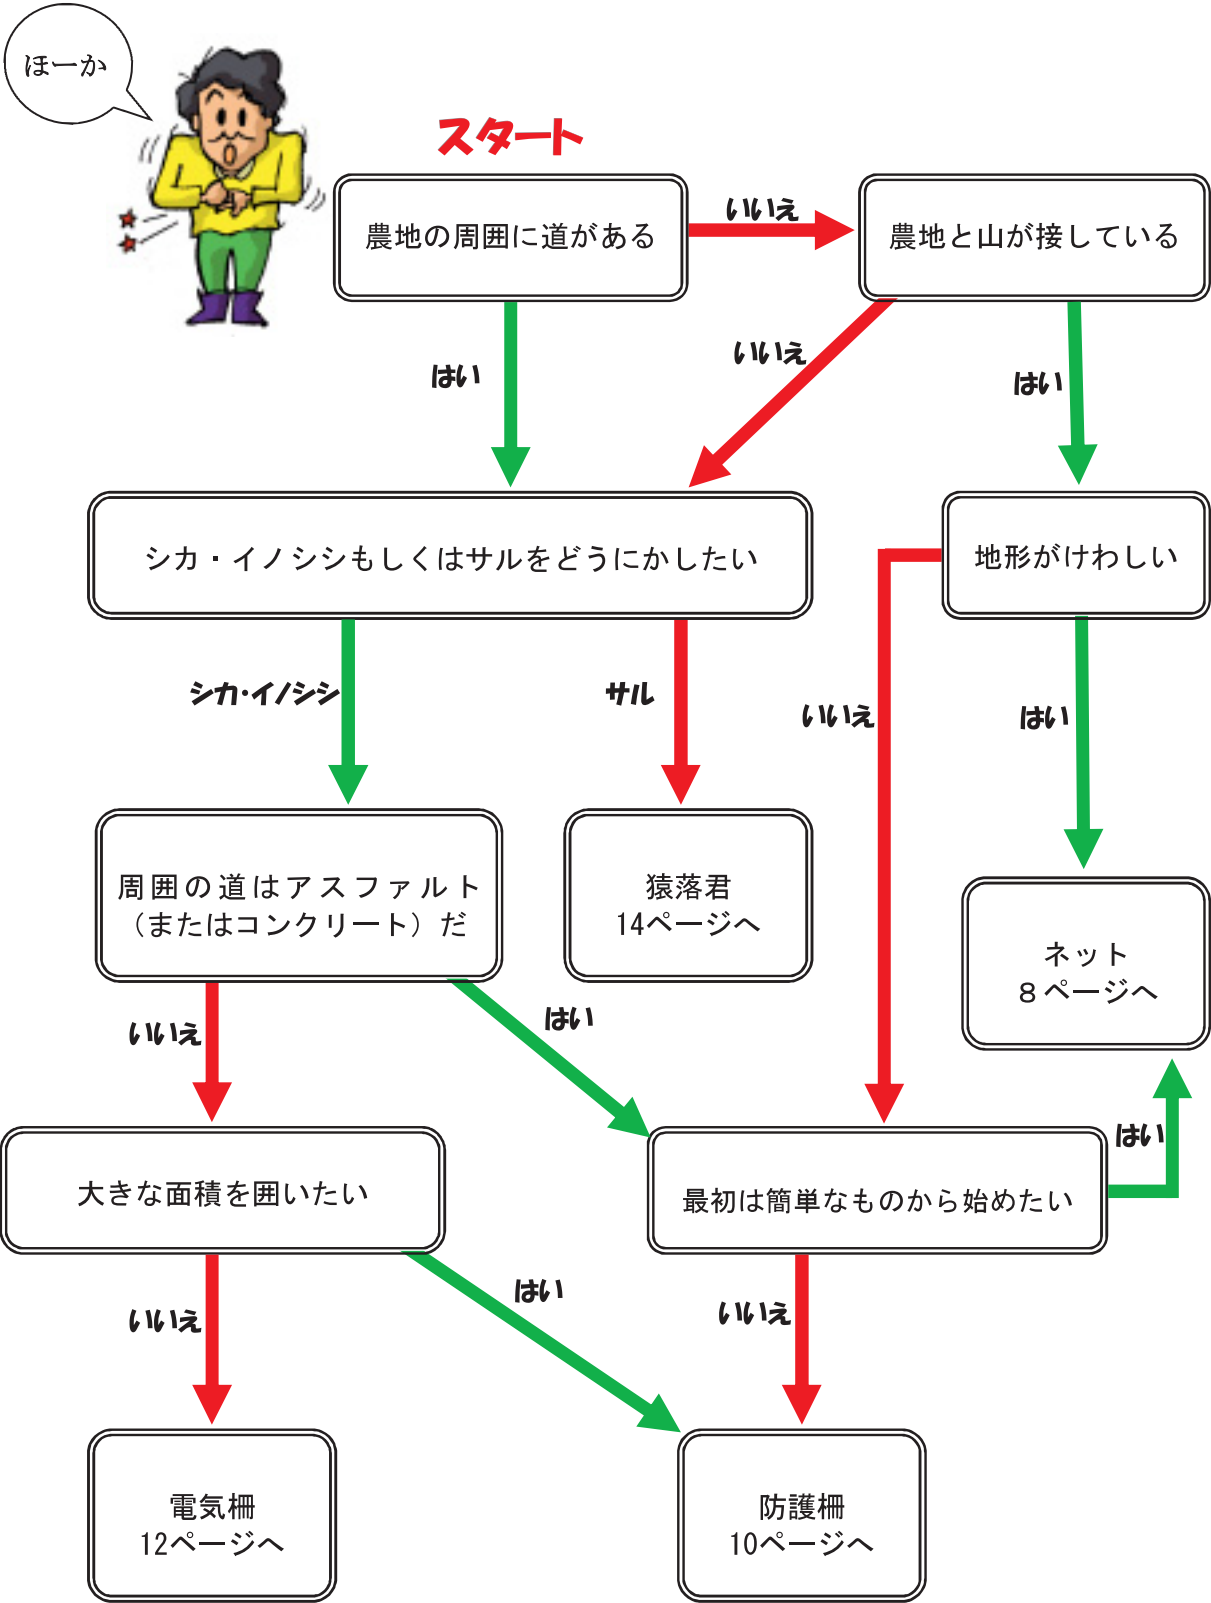 ほーか
スタート
農地の周囲に道がある
いいえ
農地と山が接している
はい
いいえ
はい
シカ・イノシシもしくはサルをどうにかしたい
地形がけわしい
シカ・イノシシ
サル
いいえ
はい
周囲の道はアスファルト
（またはコンクリート）だ
猿落君
14ページへ
ネット
８ページへ
いいえ
はい
はい
大きな面積を囲いたい
最初は簡単なものから始めたい
いいえ
はい
いいえ
電気柵
12ページへ
防護柵
10ページへ